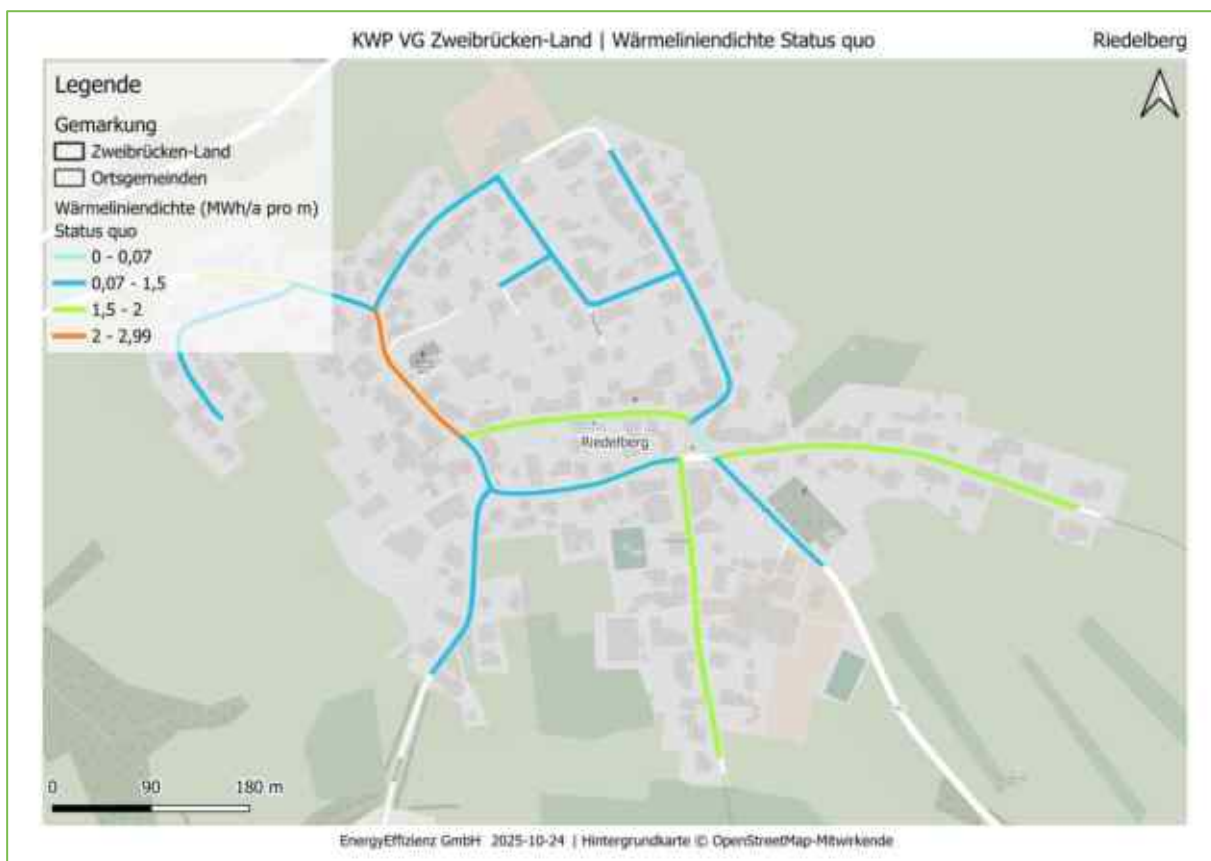 KWP VG Zweibrücken-Land | Wärmeliniendichte Status quo
Riedelberg
Legende
Gemarkung
Zweibrücken-Land
Ortsgemeinden
Wärmeliniendichte (MWh/a pro m)
Status quo
0 - 0,07
0,07 - 1,5
1,5 - 2
2 - 2,99
Riedelberg
0 90 180 m
EnergyEffizienz GmbH 2025-10-24 | Hintergrundkarte © OpenStreetMap-Mitwirkende